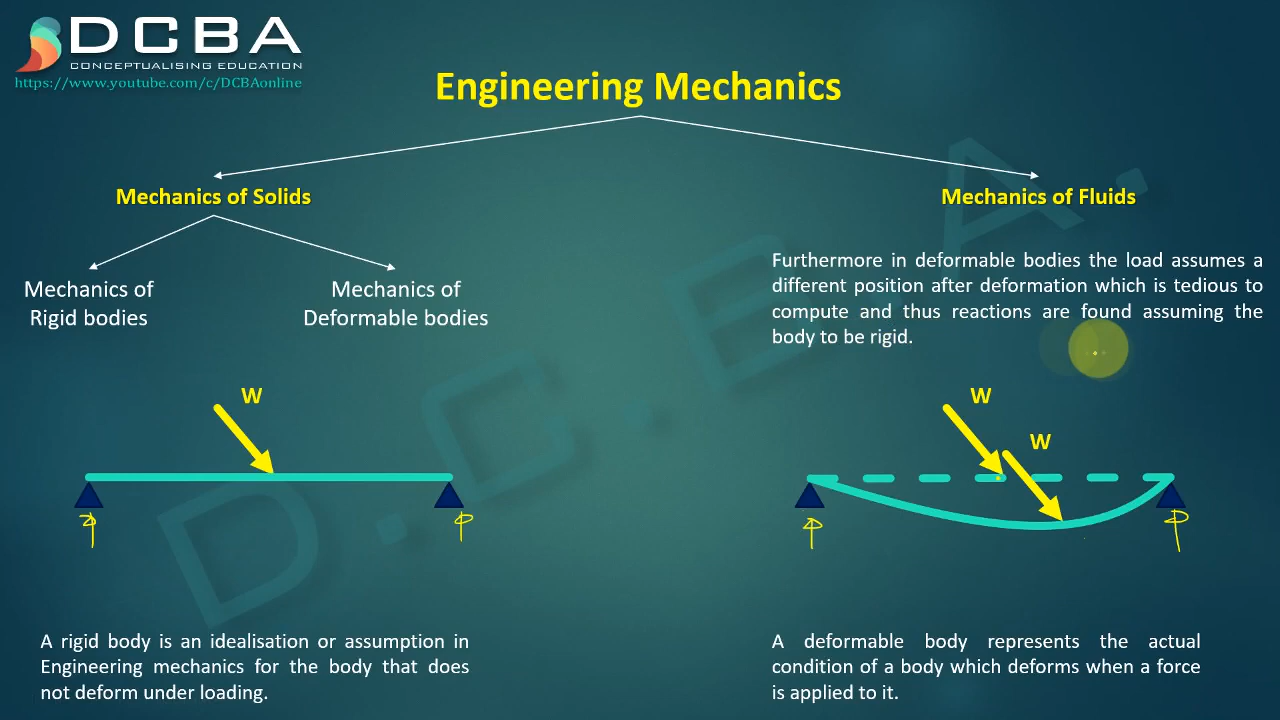 DCBA
CONCEPTUALISING EDUCATION
https://www.youtube.com/c/DCBAonline
Engineering Mechanics
Mechanics of Solids
Mechanics of Fluids
Mechanics of
Rigid bodies
Mechanics of
Deformable bodies
Furthermore in deformable bodies the load assumes a
different position after deformation which is tedious to
compute and thus reactions are found assuming the
body to be rigid.
W
W
W
A rigid body is an idealisation or assumption in
Engineering mechanics for the body that does
not deform under loading.
A deformable body represents the actual
condition of a body which deforms when a force
is applied to it.
D.C.B.A.